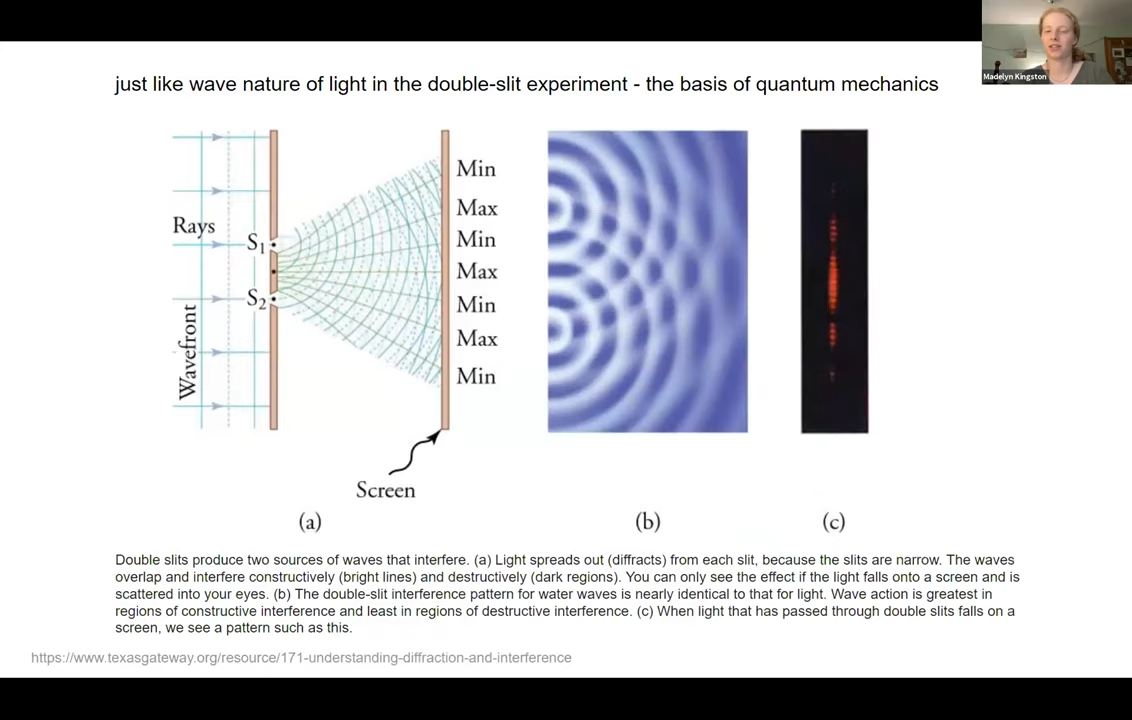 Madelyn Kingston
just like wave nature of light in the double-slit experiment - the basis of quantum mechanics
Rays
Wavefront
S1
S2
Min
Max
Min
Max
Min
Max
Min
Screen
(a)
(b)
(c)
Double slits produce two sources of waves that interfere. (a) Light spreads out (diffracts) from each slit, because the slits are narrow. The waves
overlap and interfere constructively (bright lines) and destructively (dark regions). You can only see the effect if the light falls onto a screen and is
scattered into your eyes. (b) The double-slit interference pattern for water waves is nearly identical to that for light. Wave action is greatest in
regions of constructive interference and least in regions of destructive interference. (c) When light that has passed through double slits falls on a
screen, we see a pattern such as this.
https://www.texasgateway.org/resource/171-understanding-diffraction-and-interference